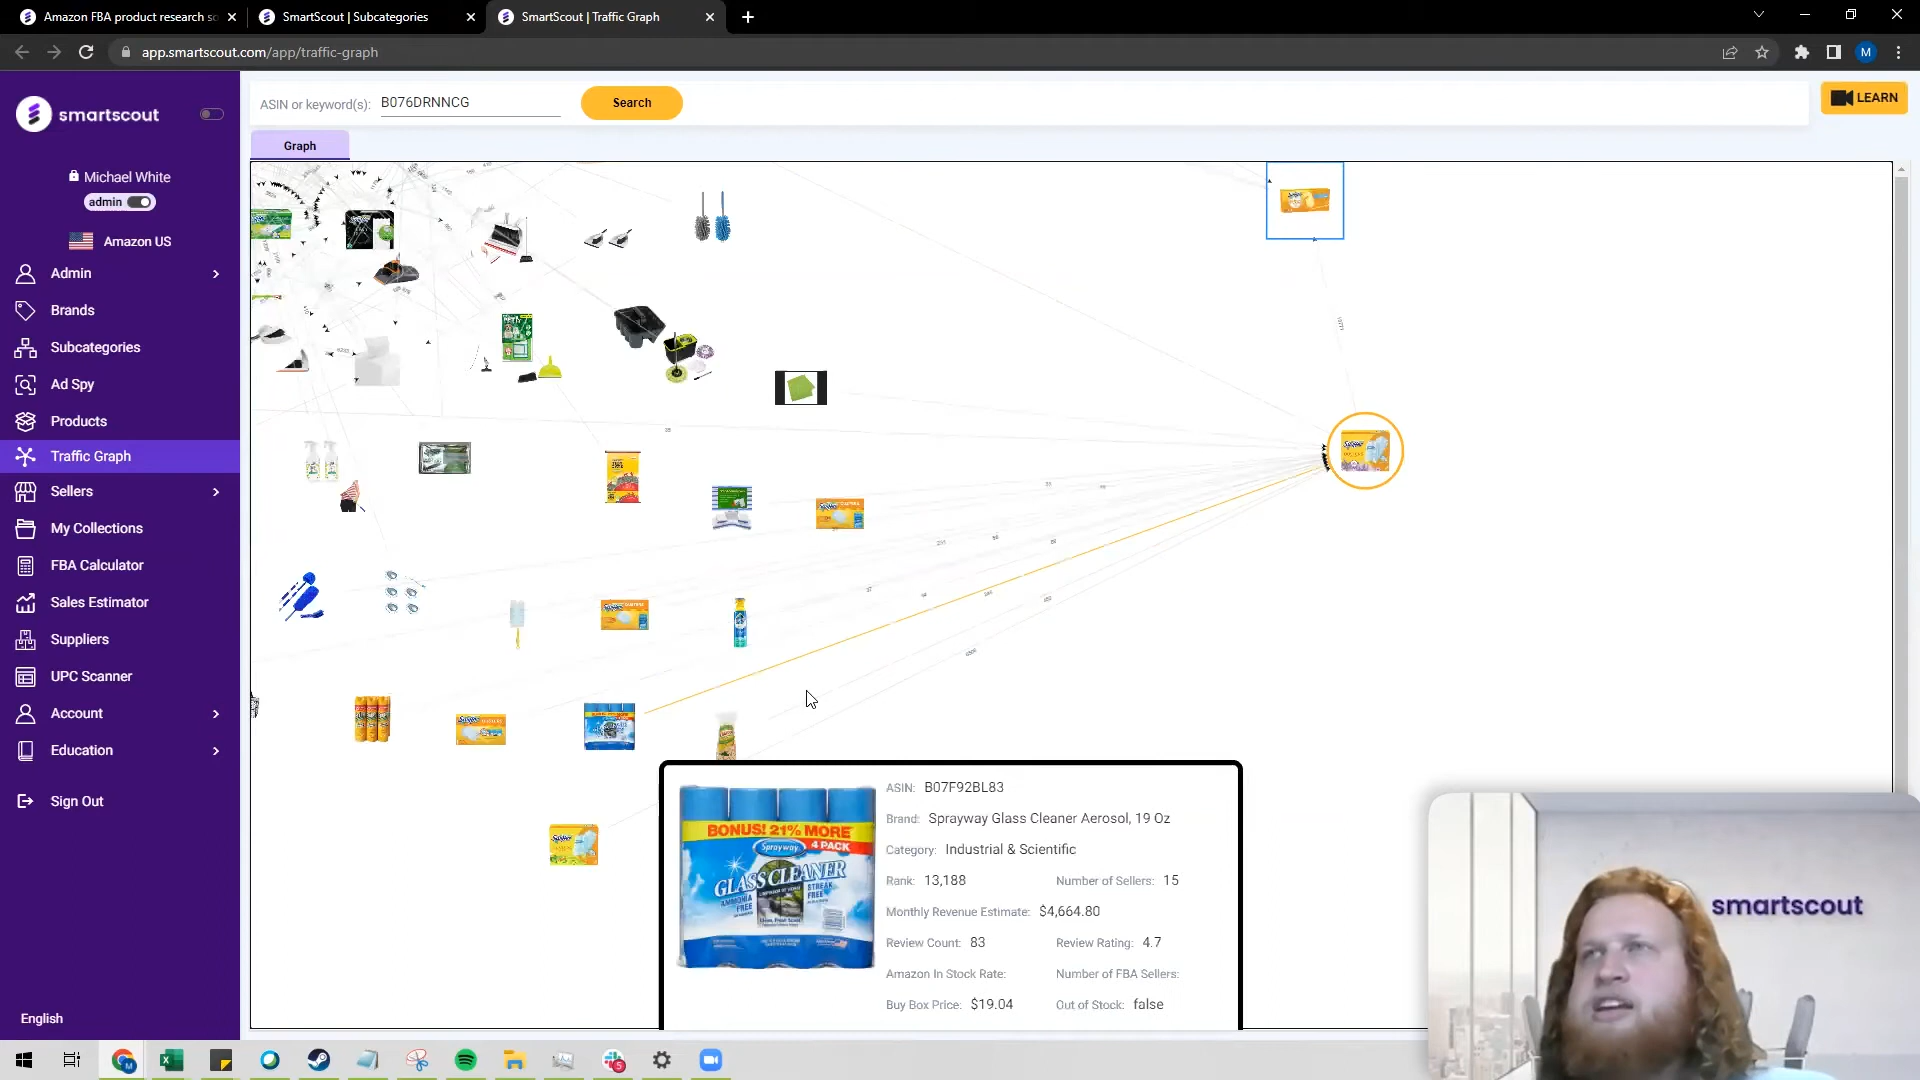 Amazon FBA product research so
SmartScout | Subcategories
SmartScout | Traffic Graph
app.smartscout.com/app/traffic-graph
M
smartscout
Michael White
admin
Amazon US
Admin
Brands
Subcategories
Ad Spy
Products
Traffic Graph
Sellers
My Collections
FBA Calculator
Sales Estimator
Suppliers
UPC Scanner
Account
Education
Sign Out
English
ASIN or keyword(s): B076DRNNCG
Search
LEARN
Graph
BONUS! 21% MORE
4 PACK
Sprayway
GLASS CLEANER
AMMONIA
FREE
STREAK
FREE
ASIN: B07F92BL83
Brand: Sprayway Glass Cleaner Aerosol, 19 Oz
Category: Industrial & Scientific
Rank: 13,188 Number of Sellers: 15
Monthly Revenue Estimate: $4,664.80
Review Count: 83 Review Rating: 4.7
Amazon In Stock Rate: Number of FBA Sellers:
Buy Box Price: $19.04 Out of Stock: false
smartscout